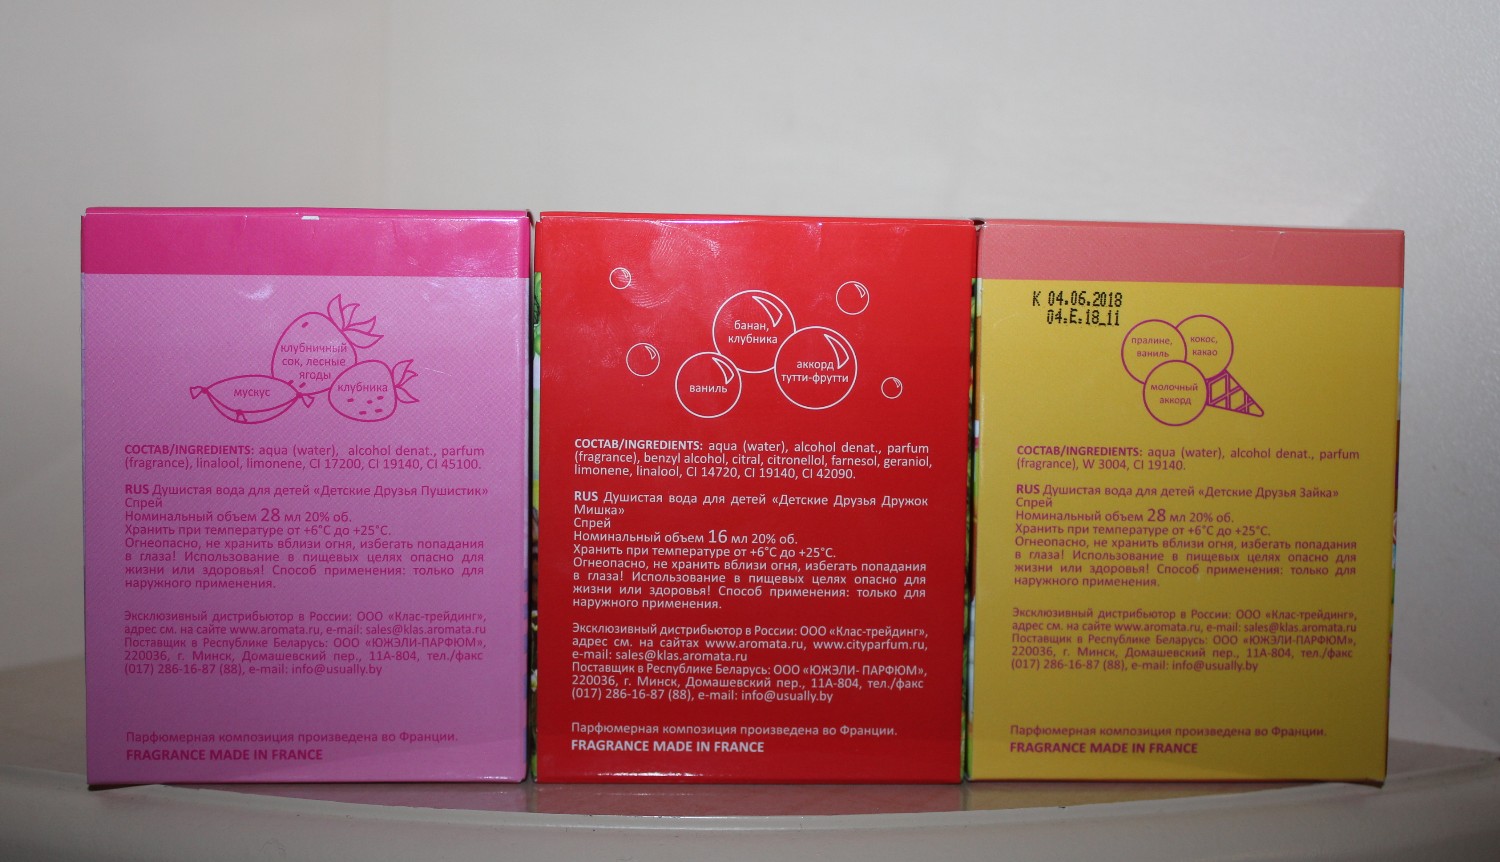 клубничный
сок, лесные
ягоды
мускус
клубника
СОСТАВ/INGREDIENTS: aqua (water), alcohol denat., parfum
(fragrance), linalool, limonene, CI 17200, CI 19140, CI 45100.
RUS Душистая вода для детей «Детские Друзья Пушистик»
Спрей
Номинальный объем 28 мл 20% об.
Хранить при температуре от +6°С до +25°С.
Огнеопасно, не хранить вблизи огня, избегать попадания
в глаза! Использование в пищевых целях опасно для
жизни или здоровья! Способ применения: только для
наружного применения.
Эксклюзивный дистрибьютор в России: ООО «Клас-трейдинг»,
адрес см. на сайте www.aromata.ru, e-mail: sales@klas.aromata.ru
Поставщик в Республике Беларусь: ООО «ЮЖЭЛИ-ПАРФЮМ»,
220036, г. Минск, Домашевский пер., 11А-804, тел./факс
(017) 286-16-87 (88), e-mail: info@usually.by
Парфюмерная композиция произведена во Франции.
FRAGRANCE MADE IN FRANCE
банан,
клубника
аккорд
тутти-фрутти
ваниль
СОСТАВ/INGREDIENTS: aqua (water), alcohol denat., parfum
(fragrance), benzyl alcohol, citral, citronellol, farnesol, geraniol,
limonene, linalool, CI 14720, CI 19140, CI 42090.
RUS Душистая вода для детей «Детские Друзья Дружок
Мишка»
Спрей
Номинальный объем 16 мл 20% об.
Хранить при температуре от +6°С до +25°С.
Огнеопасно, не хранить вблизи огня, избегать попадания
в глаза! Использование в пищевых целях опасно для
жизни или здоровья! Способ применения: только для
наружного применения.
Эксклюзивный дистрибьютор в России: ООО «Клас-трейдинг»,
адрес см. на сайтах www.aromata.ru, www.cityparfum.ru,
e-mail: sales@klas.aromata.ru
Поставщик в Республике Беларусь: ООО «ЮЖЭЛИ- ПАРФЮМ»,
220036, г. Минск, Домашевский пер., 11А-804, тел./факс
(017) 286-16-87 (88), e-mail: info@usually.by
Парфюмерная композиция произведена во Франции.
FRAGRANCE MADE IN FRANCE
К 04.06.2018
04.E.18_11
пралине,
ваниль
кокос,
какао
молочный
аккорд
СОСТАВ/INGREDIENTS: aqua (water), alcohol denat., parfum
(fragrance), W 3004, CI 19140.
RUS Душистая вода для детей «Детские Друзья Зайка»
Спрей
Номинальный объем 28 мл 20% об.
Хранить при температуре от +6°С до +25°С.
Огнеопасно, не хранить вблизи огня, избегать попадания
в глаза! Использование в пищевых целях опасно для
жизни или здоровья! Способ применения: только для
наружного применения.
Эксклюзивный дистрибьютор в России: ООО «Клас-трейдинг»,
адрес см. на сайте www.aromata.ru, e-mail: sales@klas.aromata.ru
Поставщик в Республике Беларусь: ООО «ЮЖЭЛИ-ПАРФЮМ»,
220036, г. Минск, Домашевский пер., 11А-804, тел./факс
(017) 286-16-87 (88), e-mail: info@usually.by
Парфюмерная композиция произведена во Франции.
FRAGRANCE MADE IN FRANCE